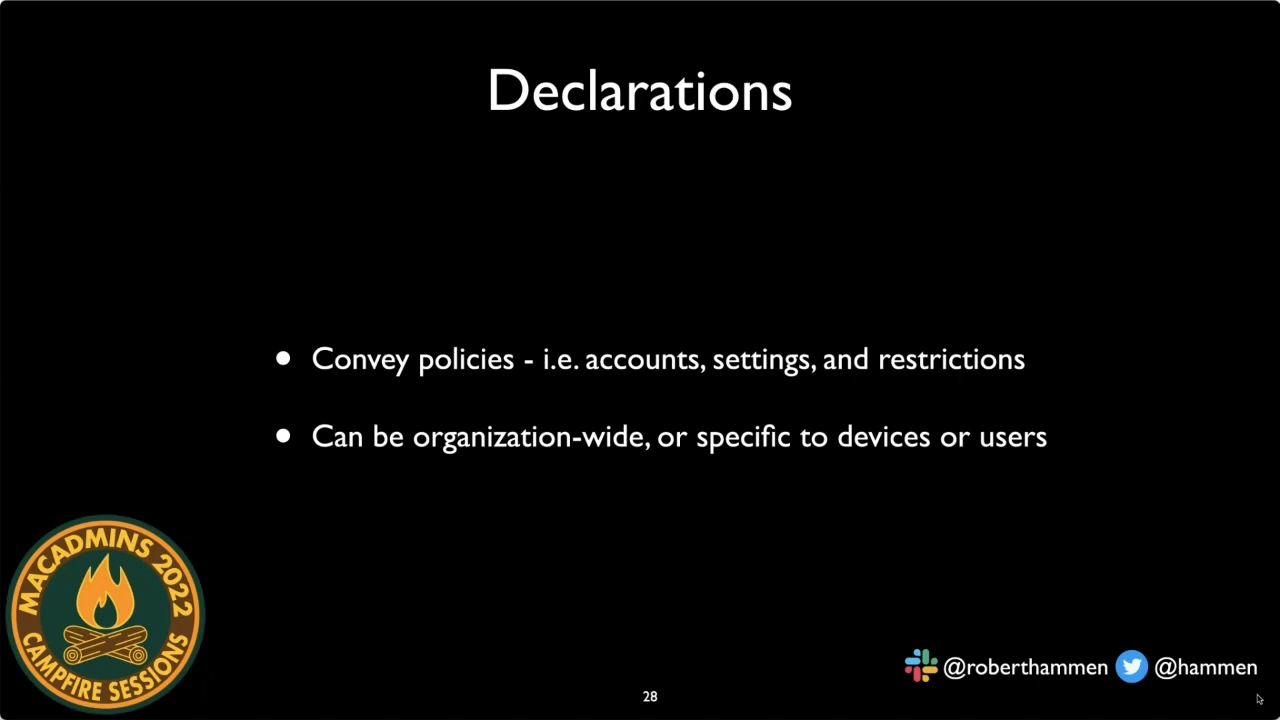 Declarations
• Convey policies - i.e. accounts, settings, and restrictions
• Can be organization-wide, or specific to devices or users
MACADMINS 2022
CAMPFIRE SESSIONS
@roberthammen @hammen
28